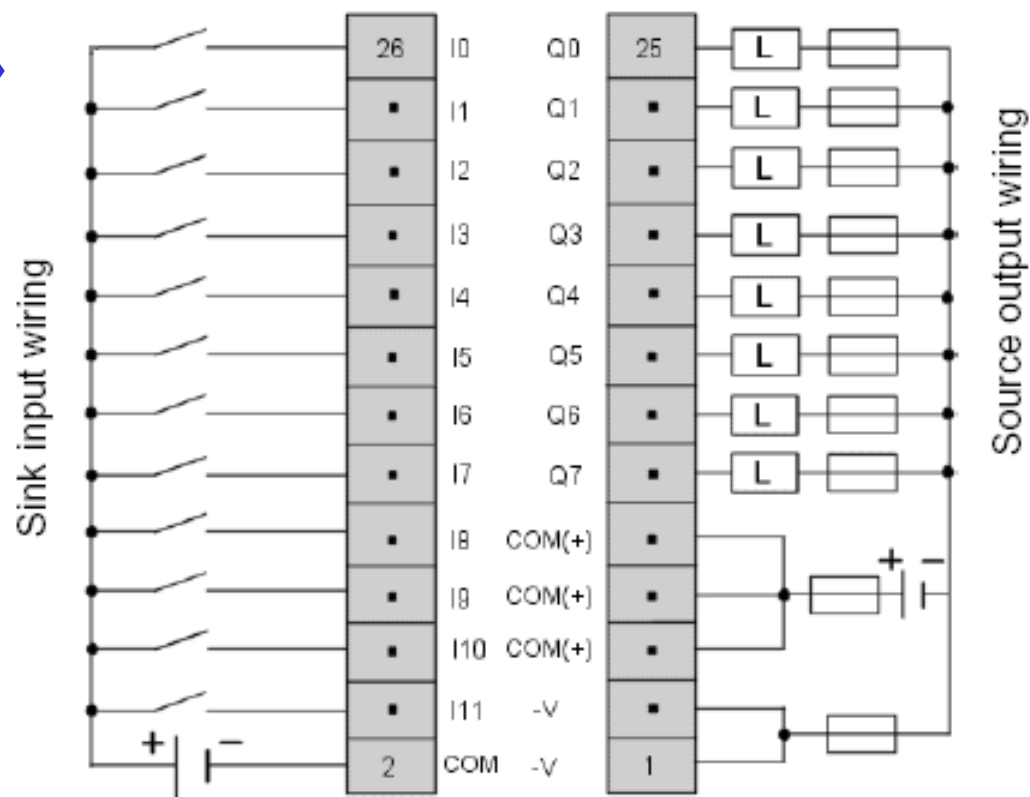 Sink input wiring
26 I0 Q0 25 L
I1 Q1 L
I2 Q2 L
I3 Q3 L
I4 Q4 L
I5 Q5 L
I6 Q6 L
I7 Q7 L
I8 COM(+)
+ −
I9 COM(+)
I10 COM(+)
I11 -V
+ −
2 COM -V 1
Source output wiring